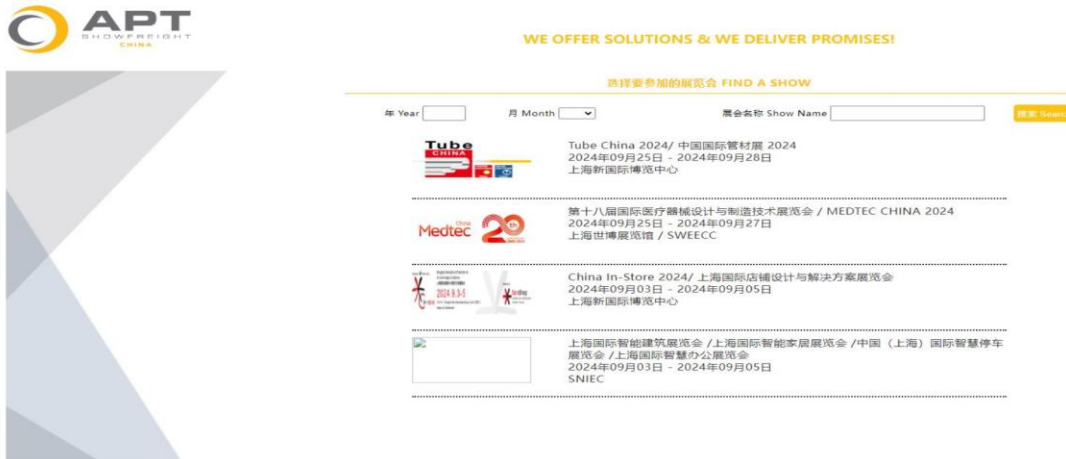 APT
SHOWFREIGHT
CHINA
WE OFFER SOLUTIONS & WE DELIVER PROMISES!
选择要参加的展览会 FIND A SHOW
年 Year 月 Month 展会名称 Show Name 搜索 Searc
Tube
CHINA
Tube China 2024/ 中国国际管材展 2024
2024年09月25日 - 2024年09月28日
上海新国际博览中心
China
Medtec 20th
第十八届国际医疗器械设计与制造技术展览会 / MEDTEC CHINA 2024
2024年09月25日 - 2024年09月27日
上海世博展览馆 / SWEECC
2024 9.3-5
China In-Store 2024/ 上海国际店铺设计与解决方案展览会
2024年09月03日 - 2024年09月05日
上海新国际博览中心
上海国际智能建筑展览会 /上海国际智能家居展览会 /中国（上海）国际智慧停车
展览会 /上海国际智慧办公展览会
2024年09月03日 - 2024年09月05日
SNIEC